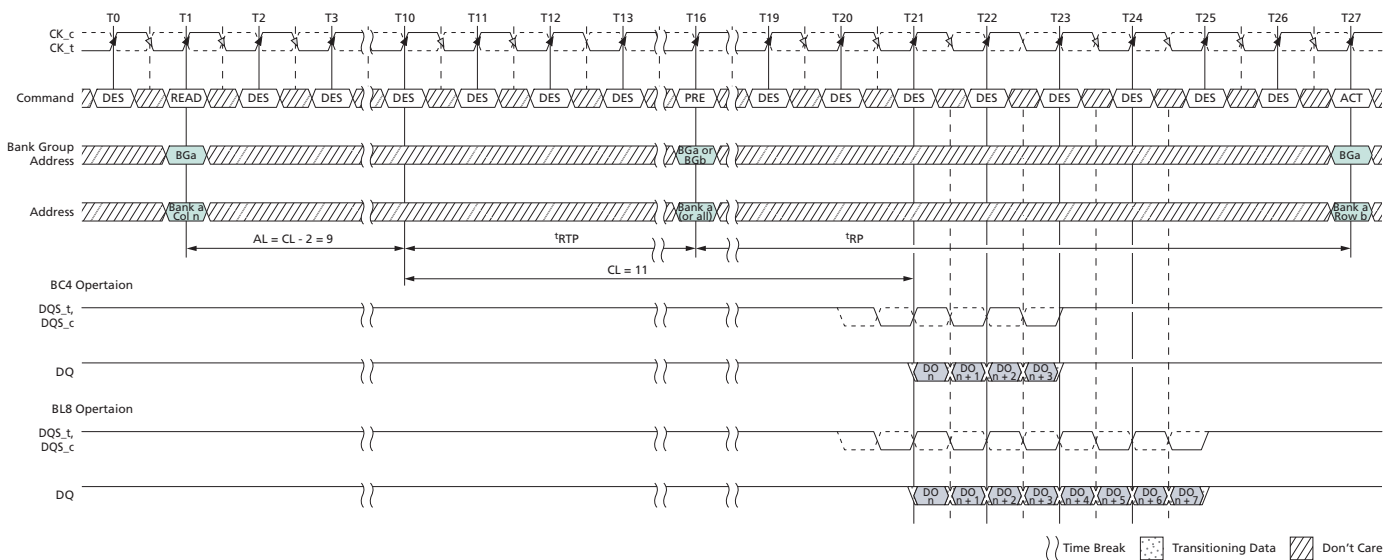 T0 T1 T2 T3 T10 T11 T12 T13 T16 T19 T20 T21 T22 T23 T24 T25 T26 T27
CK_c
CK_t
Command DES READ DES DES DES DES DES DES PRE DES DES DES DES DES DES DES DES ACT
Bank Group
Address
BGa
BGa or
BGb
BGa
Address
Bank a
Col n
Bank a
(or all)
Bank a
Row b
AL = CL - 2 = 9
tRTP
tRP
CL = 11
BC4 Opertaion
DQS_t,
DQS_c
DQ
DO
n
DO
n + 1
DO
n + 2
DO
n + 3
BL8 Opertaion
DQS_t,
DQS_c
DQ
DO
n
DO
n + 1
DO
n + 2
DO
n + 3
DO
n + 4
DO
n + 5
DO
n + 6
DO
n + 7
Time Break Transitioning Data Don't Care